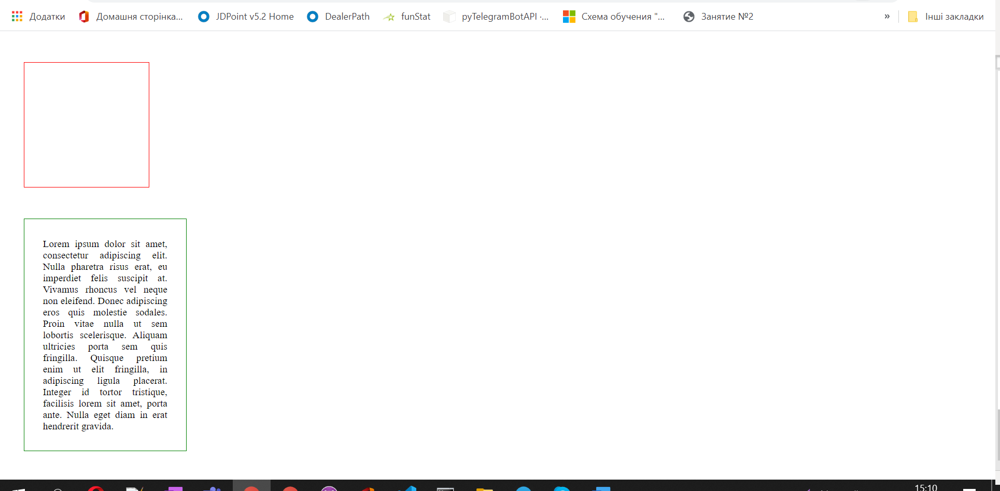 Додатки Домашня сторінка... JDPoint v5.2 Home DealerPath funStat pyTelegramBotAPI ·... Схема обучения "... Занятие №2 » Інші закладки
Lorem ipsum dolor sit amet,
consectetur adipiscing elit.
Nulla pharetra risus erat, eu
imperdiet felis suscipit at.
Vivamus rhoncus vel neque
non eleifend. Donec adipiscing
eros quis molestie sodales.
Proin vitae nulla ut sem
lobortis scelerisque. Aliquam
ultricies porta sem quis
fringilla. Quisque pretium
enim ut elit fringilla, in
adipiscing ligula placerat.
Integer id tortor tristique,
facilisis lorem sit amet, porta
ante. Nulla eget diam in erat
hendrerit gravida.
15:10